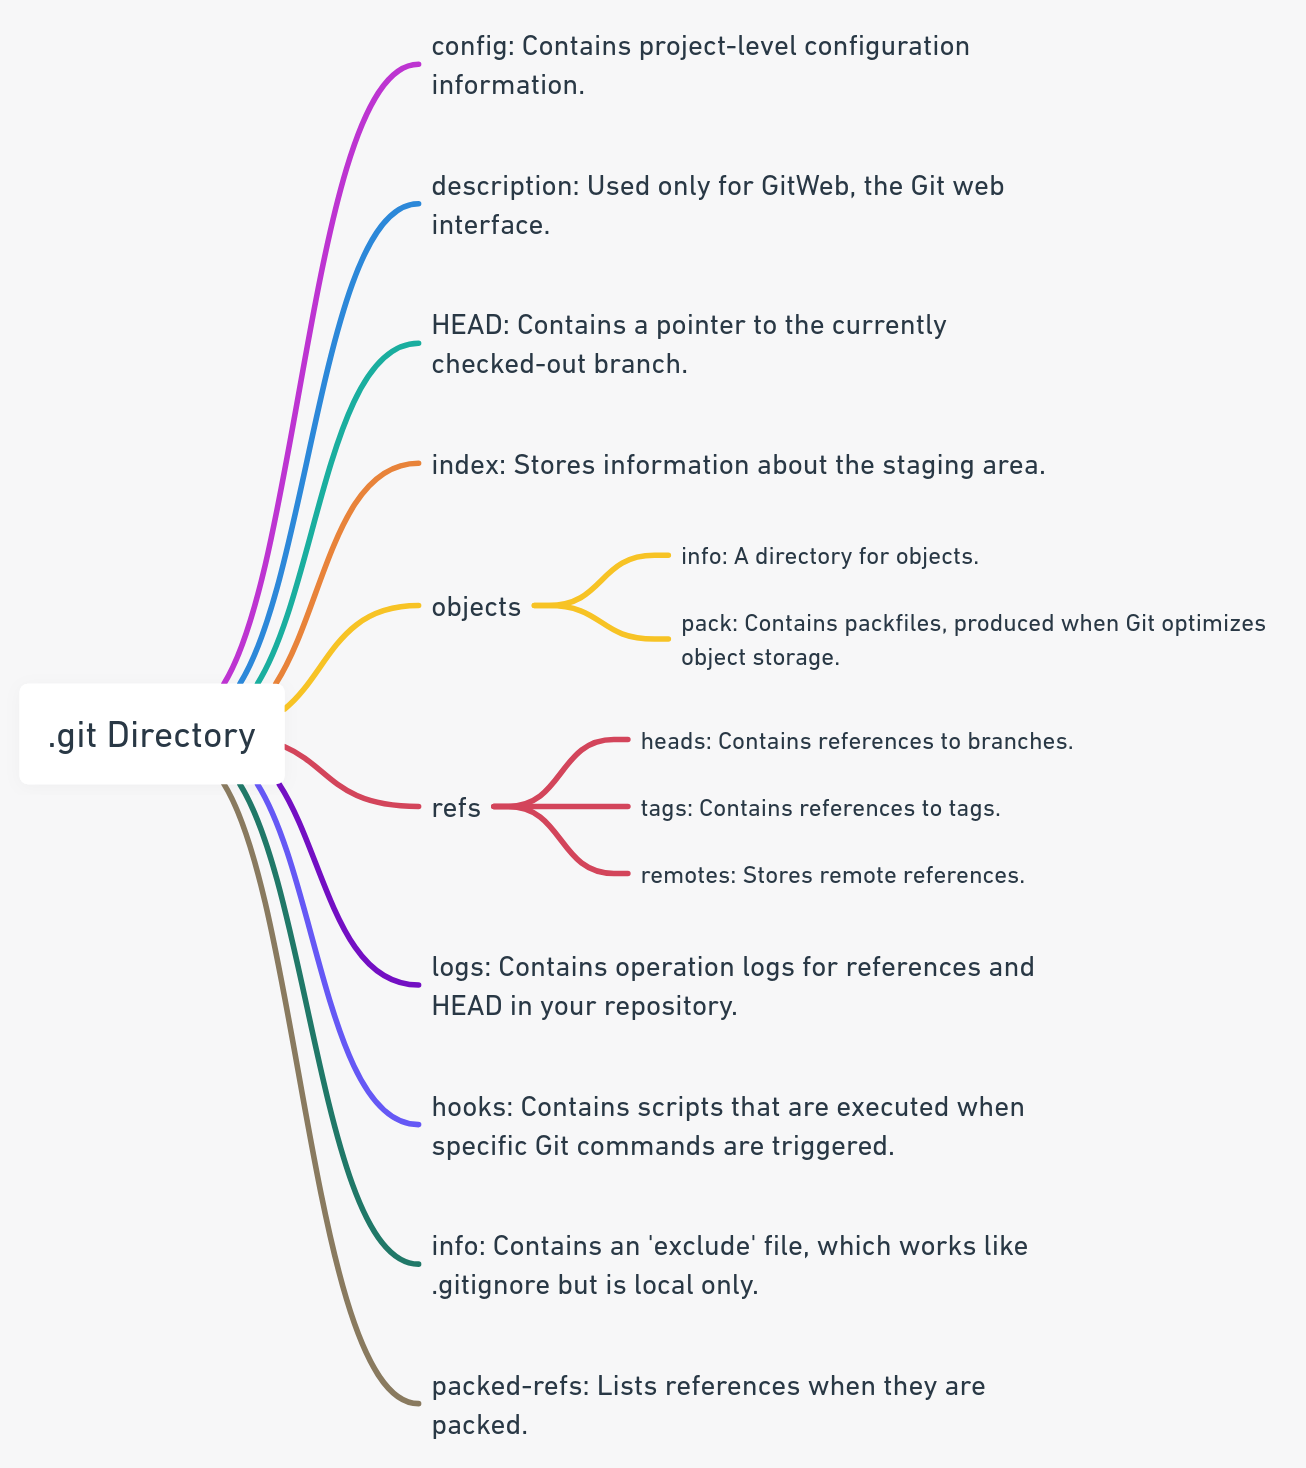 config: Contains project-level configuration
information.
description: Used only for GitWeb, the Git web
interface.
HEAD: Contains a pointer to the currently
checked-out branch.
index: Stores information about the staging area.
objects
info: A directory for objects.
pack: Contains packfiles, produced when Git optimizes
object storage.
.git Directory
refs
heads: Contains references to branches.
tags: Contains references to tags.
remotes: Stores remote references.
logs: Contains operation logs for references and
HEAD in your repository.
hooks: Contains scripts that are executed when
specific Git commands are triggered.
info: Contains an 'exclude' file, which works like
.gitignore but is local only.
packed-refs: Lists references when they are
packed.